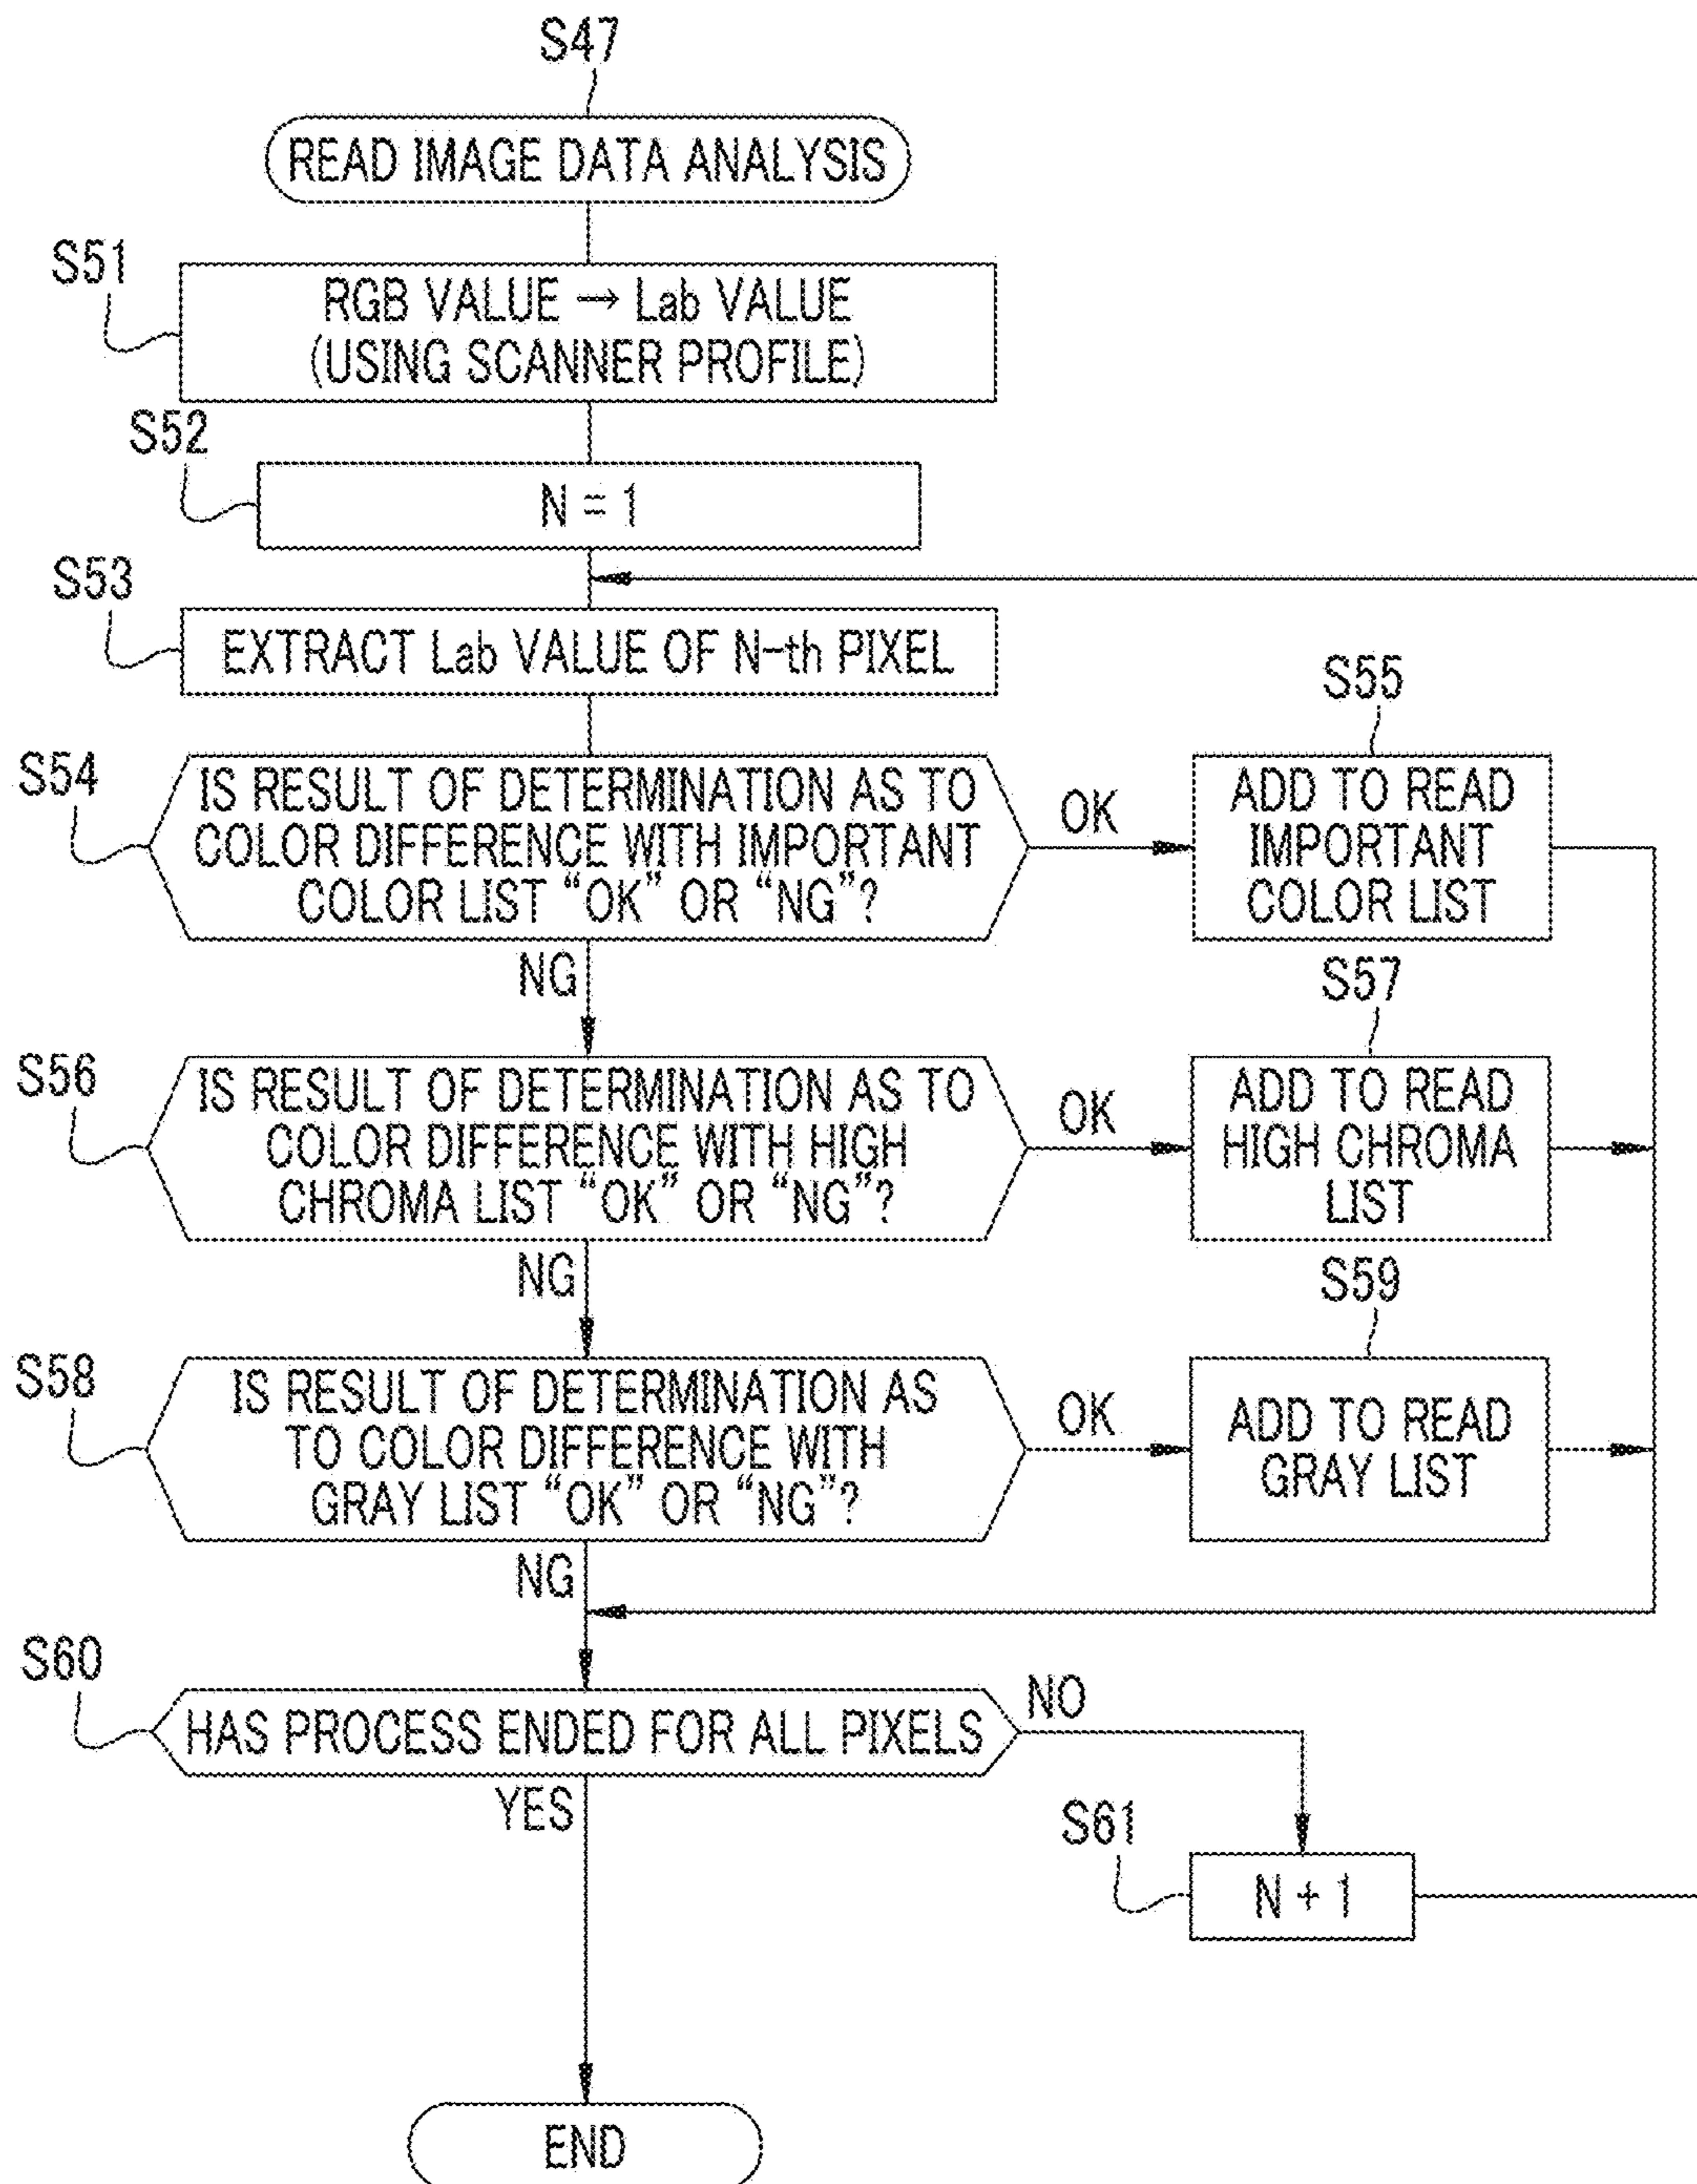 S47
READ IMAGE DATA ANALYSIS
S51
RGB VALUE → Lab VALUE
(USING SCANNER PROFILE)
S52
N = 1
S53
EXTRACT Lab VALUE OF N-th PIXEL
S54
IS RESULT OF DETERMINATION AS TO
COLOR DIFFERENCE WITH IMPORTANT
COLOR LIST “OK” OR “NG”?
OK
S55
ADD TO READ
IMPORTANT
COLOR LIST
NG
S56
IS RESULT OF DETERMINATION AS TO
COLOR DIFFERENCE WITH HIGH
CHROMA LIST “OK” OR “NG”?
OK
S57
ADD TO READ
HIGH CHROMA
LIST
NG
S58
IS RESULT OF DETERMINATION AS
TO COLOR DIFFERENCE WITH
GRAY LIST “OK” OR “NG”?
OK
S59
ADD TO READ
GRAY LIST
NG
S60
HAS PROCESS ENDED FOR ALL PIXELS
NO
YES
S61
N + 1
END